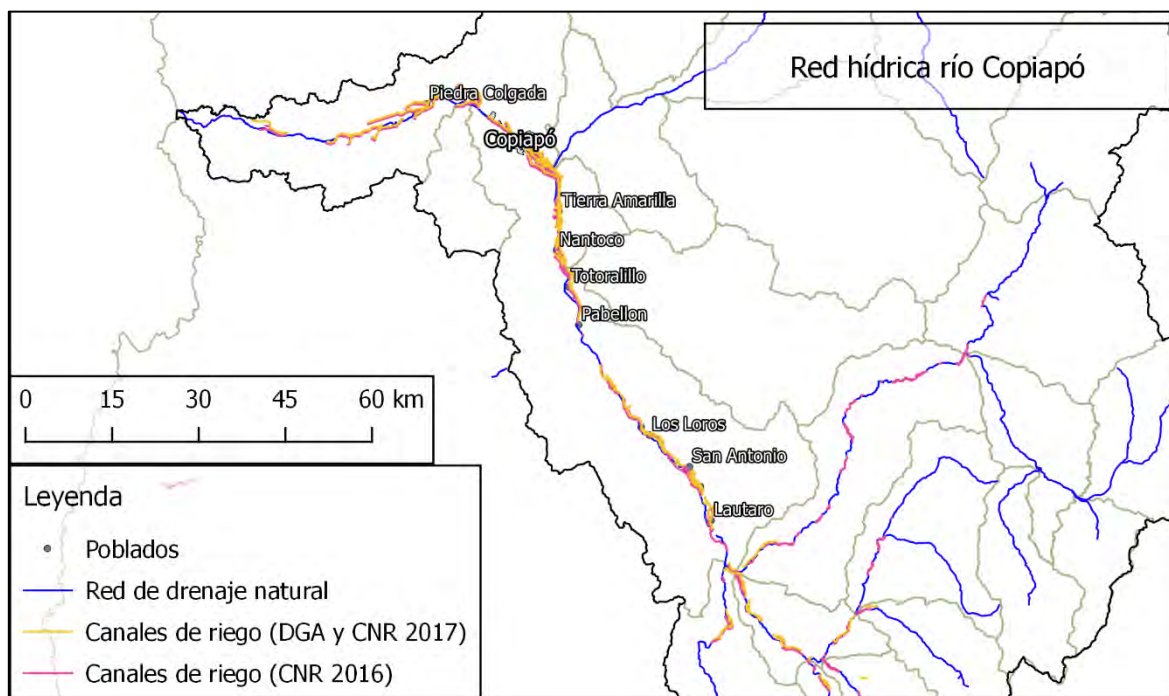 Red hídrica río Copiapó
Piedra Colgada
Copiapó
Tierra Amarilla
Nantoco
Totoralillo
Pabellon
Los Loros
San Antonio
Lautaro
0 15 30 45 60 km
Leyenda
Poblados
Red de drenaje natural
Canales de riego (DGA y CNR 2017)
Canales de riego (CNR 2016)